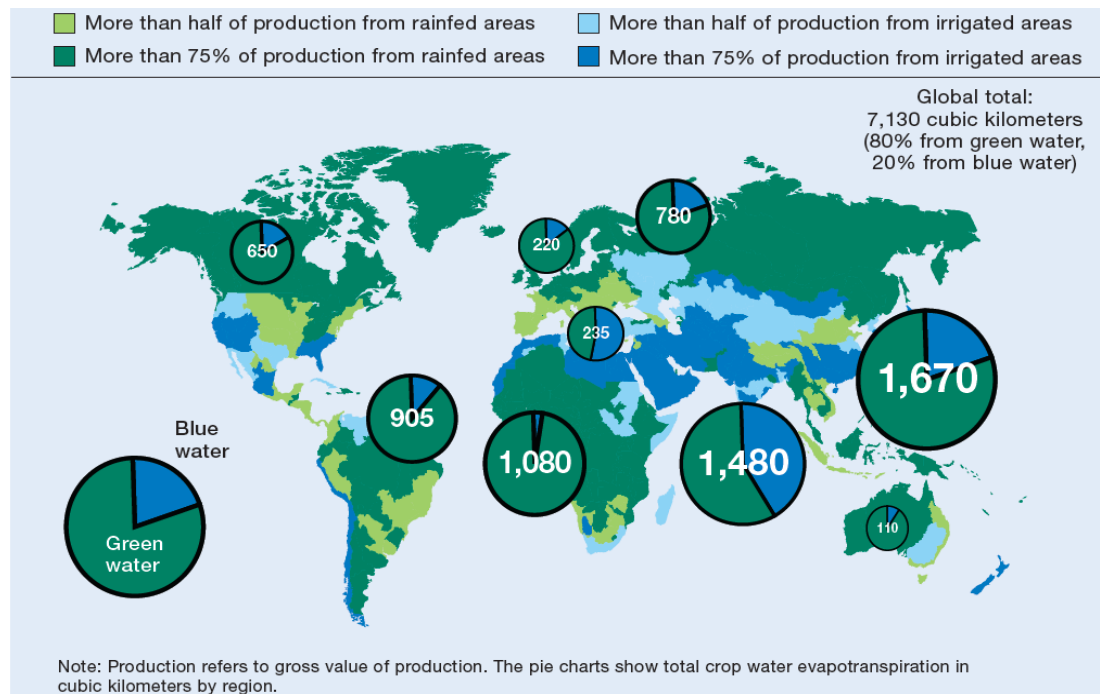 More than half of production from rainfed areas
More than half of production from irrigated areas
More than 75% of production from rainfed areas
More than 75% of production from irrigated areas
Global total:
7,130 cubic kilometers
(80% from green water,
20% from blue water)
780
220
650
235
1,670
905
Blue
water
1,080
1,480
110
Green
water
Note: Production refers to gross value of production. The pie charts show total crop water evapotranspiration in
cubic kilometers by region.